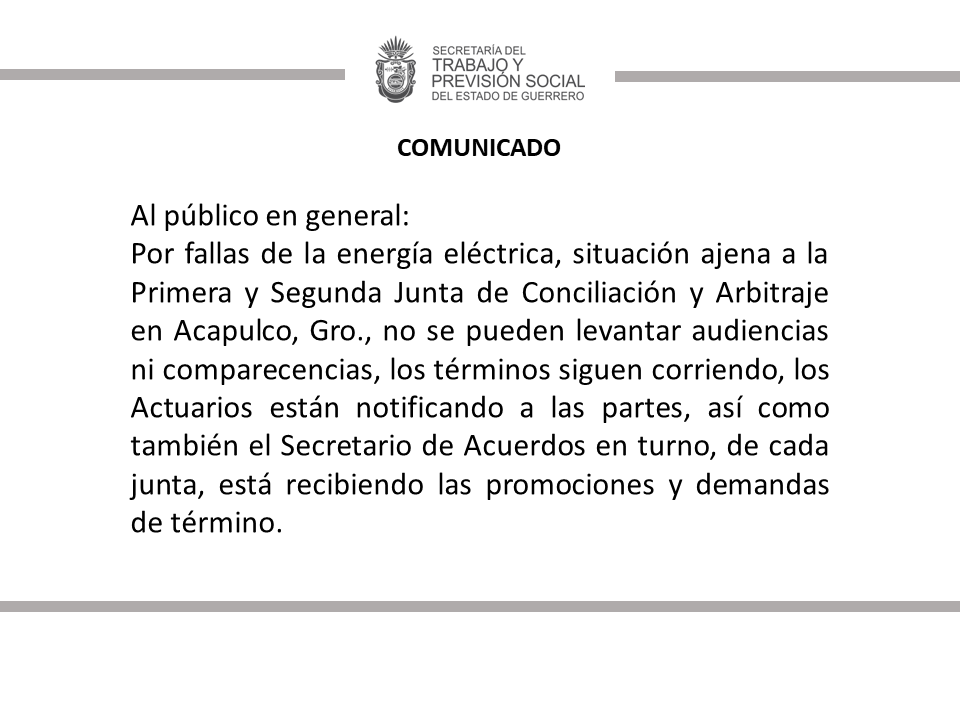 SECRETARÍA DEL
TRABAJO Y
PREVISIÓN SOCIAL
DEL ESTADO DE GUERRERO
COMUNICADO
Al público en general:
Por fallas de la energía eléctrica, situación ajena a la
Primera y Segunda Junta de Conciliación y Arbitraje
en Acapulco, Gro., no se pueden levantar audiencias
ni comparecencias, los términos siguen corriendo, los
Actuarios están notificando a las partes, así como
también el Secretario de Acuerdos en turno, de cada
junta, está recibiendo las promociones y demandas
de término.